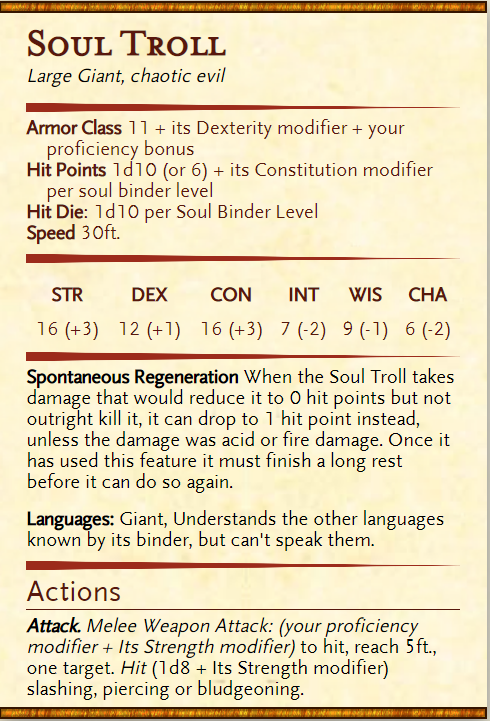 Soul Troll
Large Giant, chaotic evil
Armor Class 11 + its Dexterity modifier + your
proficiency bonus
Hit Points 1d10 (or 6) + its Constitution modifier
per soul binder level
Hit Die: 1d10 per Soul Binder Level
Speed 30ft.
STR DEX CON INT WIS CHA
16 (+3) 12 (+1) 16 (+3) 7 (-2) 9 (-1) 6 (-2)
Spontaneous Regeneration When the Soul Troll takes
damage that would reduce it to 0 hit points but not
outright kill it, it can drop to 1 hit point instead,
unless the damage was acid or fire damage. Once it
has used this feature it must finish a long rest
before it can do so again.
Languages: Giant, Understands the other languages
known by its binder, but can't speak them.
Actions
Attack. Melee Weapon Attack: (your proficiency
modifier + Its Strength modifier) to hit, reach 5ft.,
one target. Hit (1d8 + Its Strength modifier)
slashing, piercing or bludgeoning.